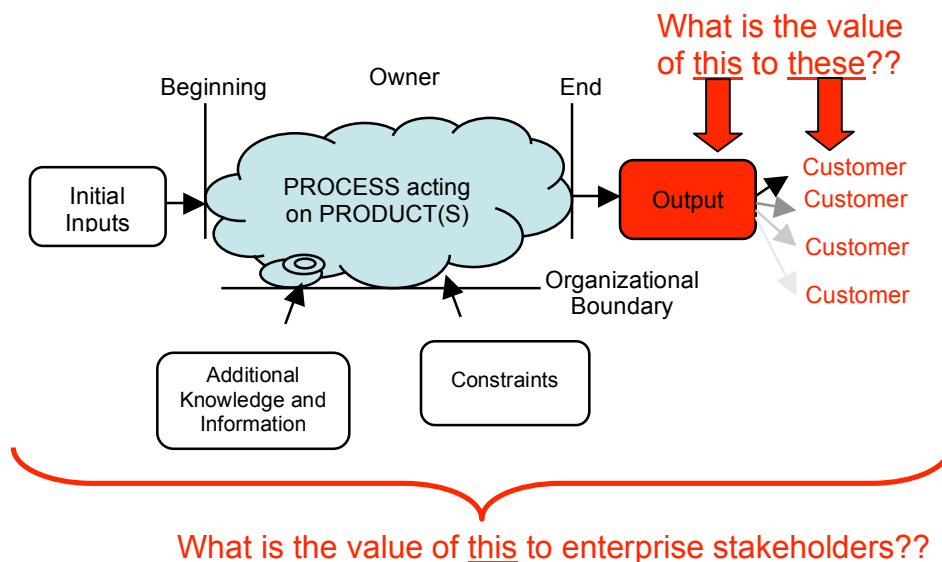 What is the value
of this to these??
Owner
Beginning
End
Customer
Initial
Inputs
PROCESS acting
on PRODUCT(S)
Output
Customer
Customer
Organizational
Boundary
Customer
Additional
Knowledge and
Information
Constraints
What is the value of this to enterprise stakeholders??